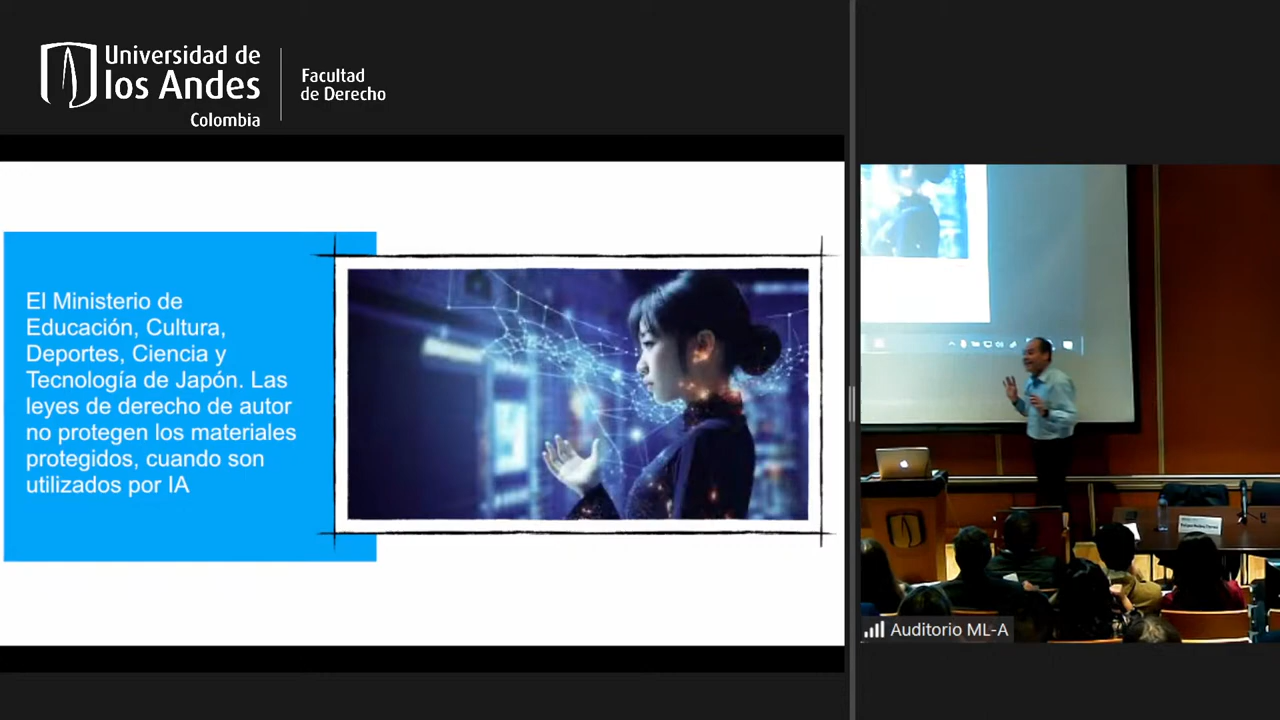 Universidad de
los Andes
Colombia
Facultad
de Derecho
El Ministerio de
Educación, Cultura,
Deportes, Ciencia y
Tecnología de Japón. Las
leyes de derecho de autor
no protegen los materiales
protegidos, cuando son
utilizados por IA
Auditorio ML-A